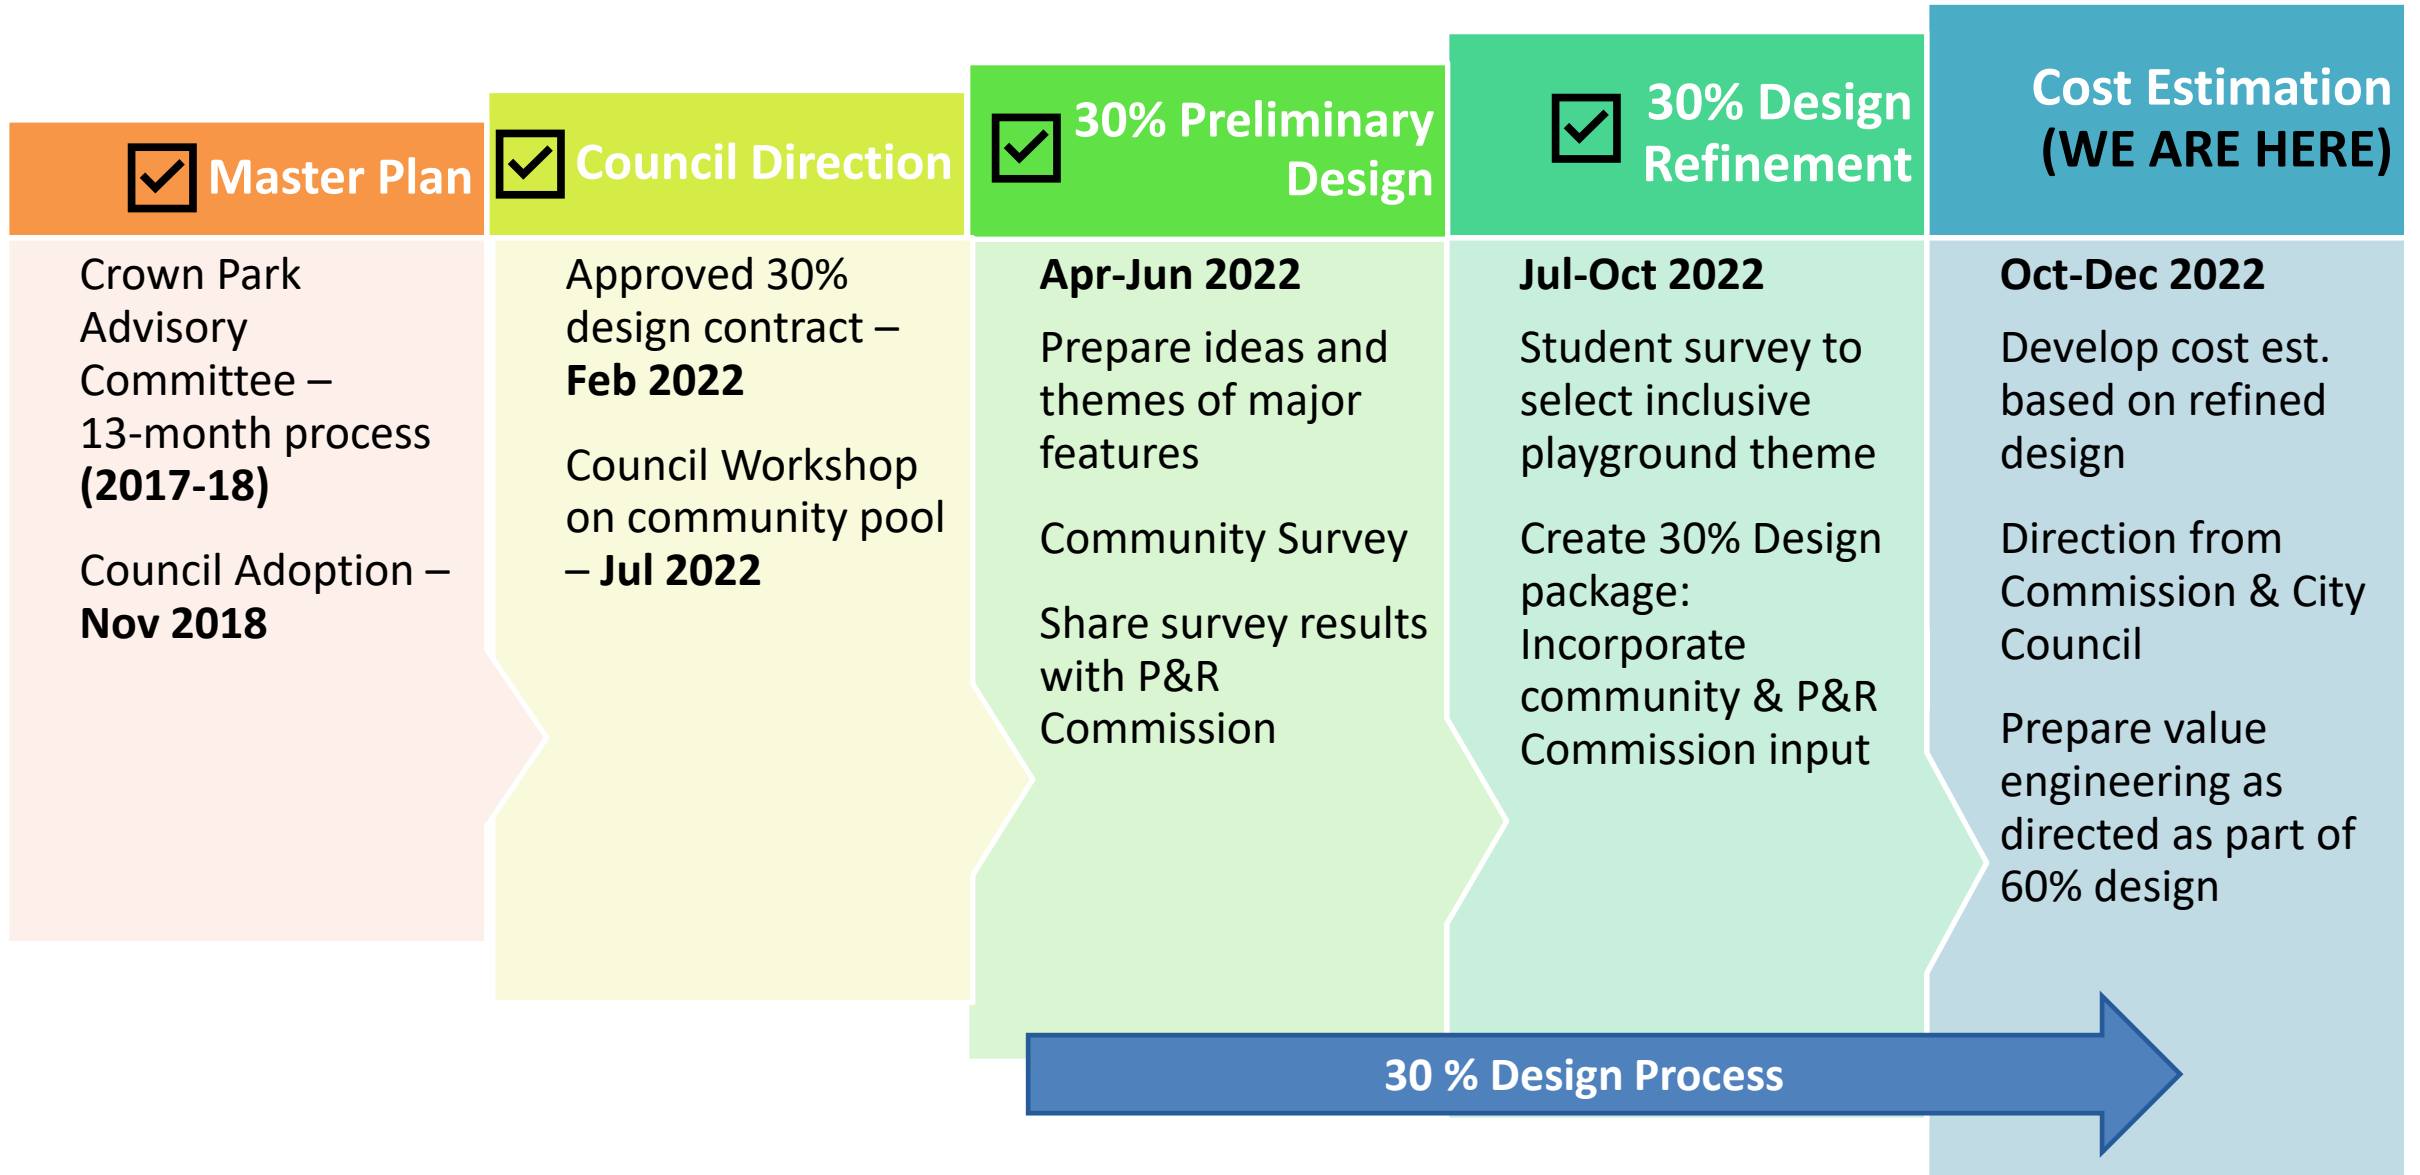 Master Plan
Crown Park
Advisory
Committee –
13-month process
(2017-18)
Council Adoption –
Nov 2018
Council Direction
Approved 30%
design contract –
Feb 2022
Council Workshop
on community pool
– Jul 2022
30% Preliminary
Design
Apr-Jun 2022
Prepare ideas and
themes of major
features
Community Survey
Share survey results
with P&R
Commission
30% Design
Refinement
Jul-Oct 2022
Student survey to
select inclusive
playground theme
Create 30% Design
package:
Incorporate
community & P&R
Commission input
Cost Estimation
(WE ARE HERE)
Oct-Dec 2022
Develop cost est.
based on refined
design
Direction from
Commission & City
Council
Prepare value
engineering as
directed as part of
60% design
30 % Design Process